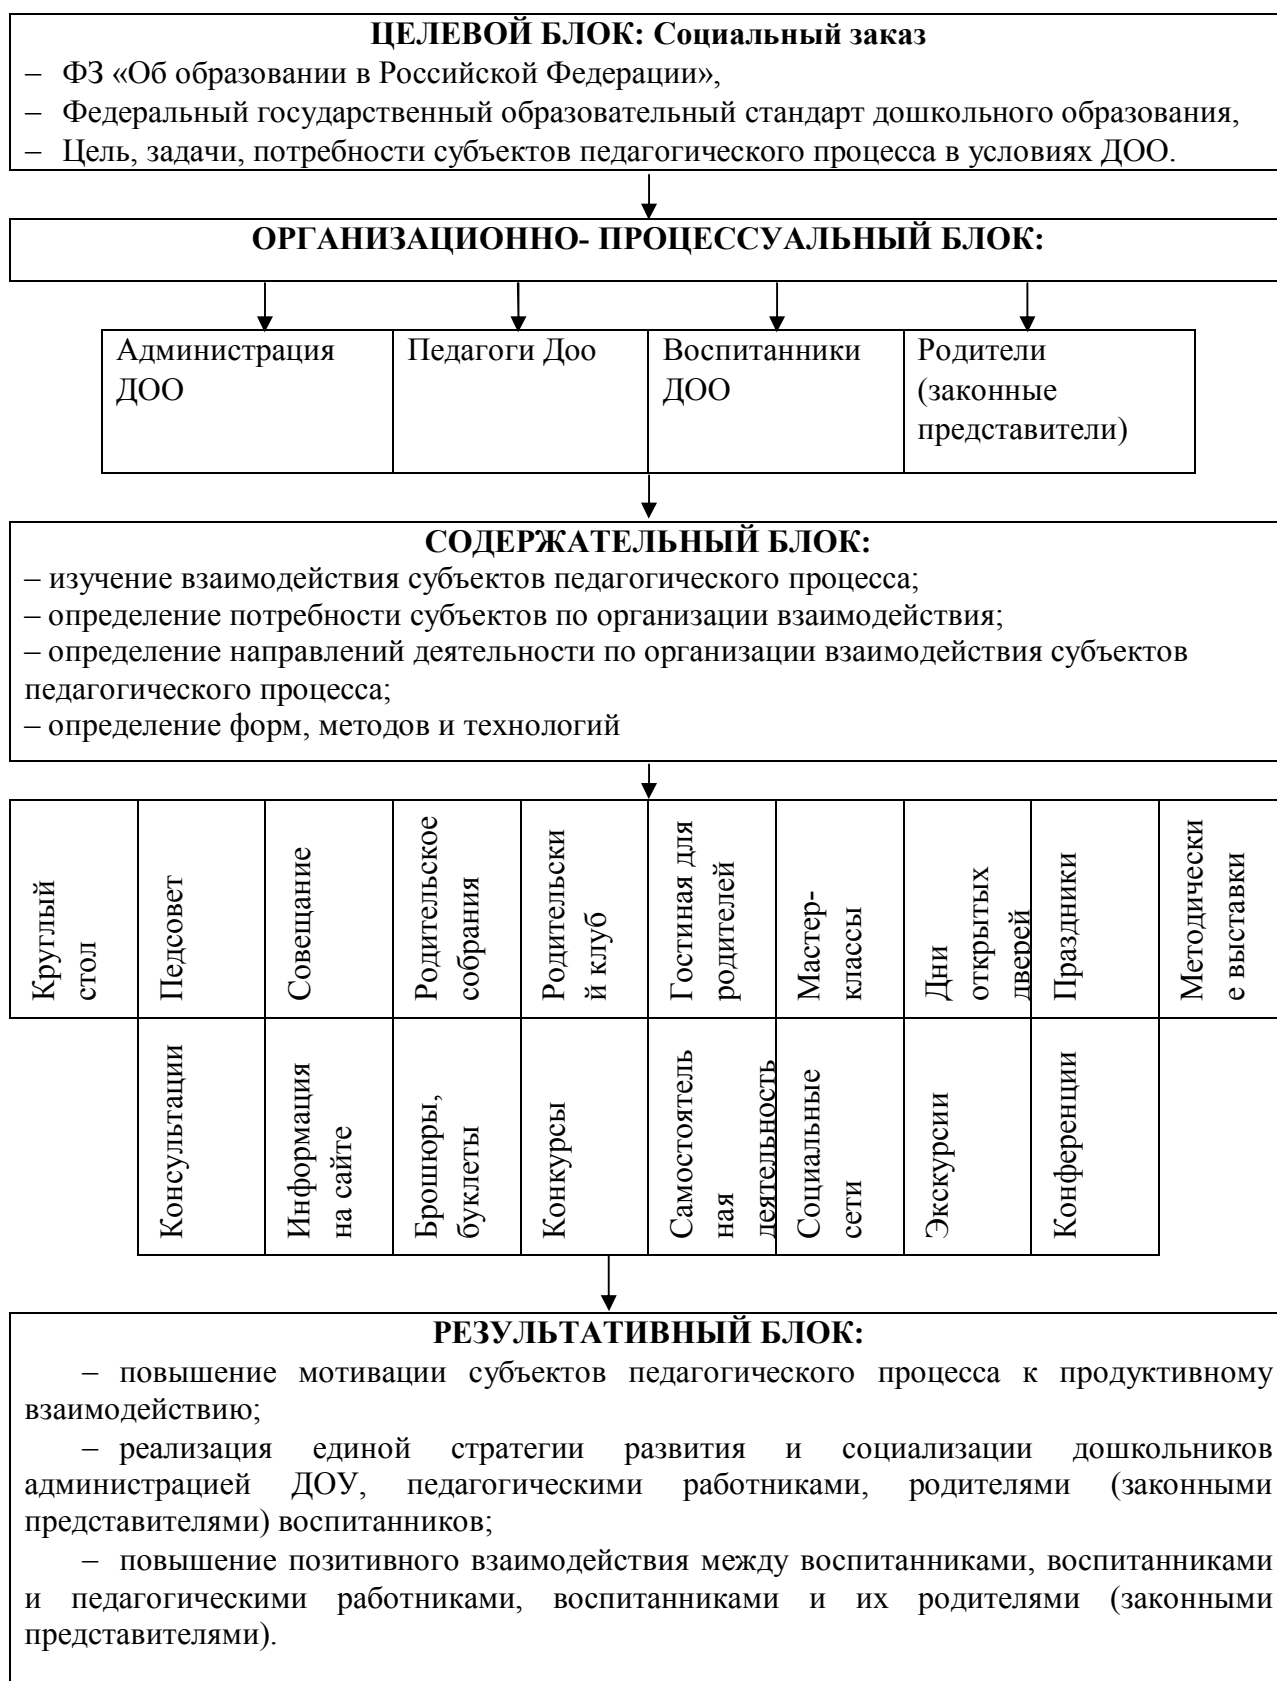 ЦЕЛЕВОЙ БЛОК: Социальный заказ
– ФЗ «Об образовании в Российской Федерации»,
– Федеральный государственный образовательный стандарт дошкольного образования,
– Цель, задачи, потребности субъектов педагогического процесса в условиях ДОО.
ОРГАНИЗАЦИОННО- ПРОЦЕССУАЛЬНЫЙ БЛОК:
Администрация
ДОО
Педагоги Доо
Воспитанники
ДОО
Родители
(законные
представители)
СОДЕРЖАТЕЛЬНЫЙ БЛОК:
– изучение взаимодействия субъектов педагогического процесса;
– определение потребности субъектов по организации взаимодействия;
– определение направлений деятельности по организации взаимодействия субъектов
педагогического процесса;
– определение форм, методов и технологий
Круглый
стол
Педсовет
Совещание
Родительское
собрания
Родительски
й клуб
Гостиная для
родителей
Мастер-
классы
Дни
открытых
дверей
Праздники
Методически
е выставки
Консультации
Информация
на сайте
Брошюры,
буклеты
Конкурсы
Самостоятель
ная
деятельность
Социальные
сети
Экскурсии
Конференции
РЕЗУЛЬТАТИВНЫЙ БЛОК:
– повышение мотивации субъектов педагогического процесса к продуктивному
взаимодействию;
– реализация единой стратегии развития и социализации дошкольников
администрацией ДОУ, педагогическими работниками, родителями (законными
представителями) воспитанников;
– повышение позитивного взаимодействия между воспитанниками, воспитанниками
и педагогическими работниками, воспитанниками и их родителями (законными
представителями).